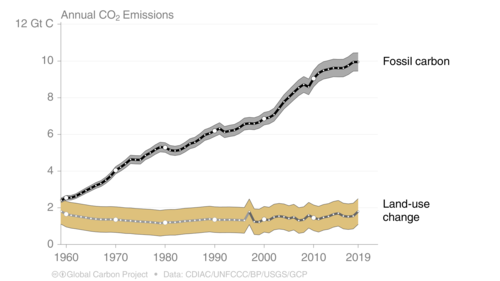 Annual CO₂ Emissions
12 Gt C
10
8
6
4
2
0
Fossil carbon
Land-use
change
1960 1970 1980 1990 2000 2010 2019
Global Carbon Project • Data: CDIAC/UNFCCC/BP/USGS/GCP